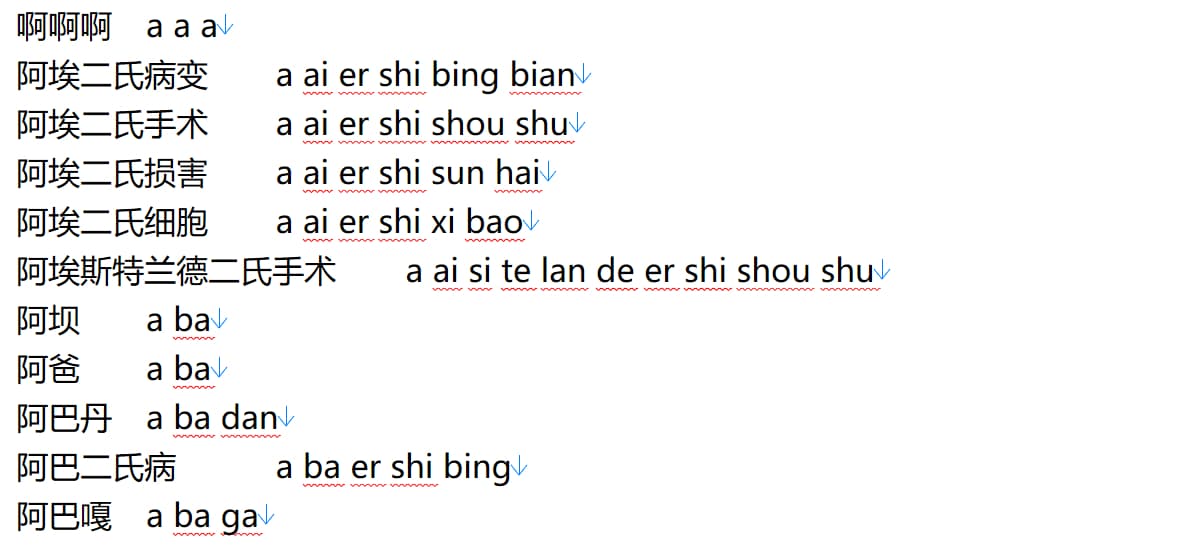 啊啊啊	a a a↓
阿埃二氏病变	a ai er shi bing bian↓
阿埃二氏手术	a ai er shi shou shu↓
阿埃二氏损害	a ai er shi sun hai↓
阿埃二氏细胞	a ai er shi xi bao↓
阿埃斯特兰德二氏手术	a ai si te lan de er shi shou shu↓
阿坝	a ba↓
阿爸	a ba↓
阿巴丹	a ba dan↓
阿巴二氏病	a ba er shi bing↓
阿巴嘎	a ba ga↓